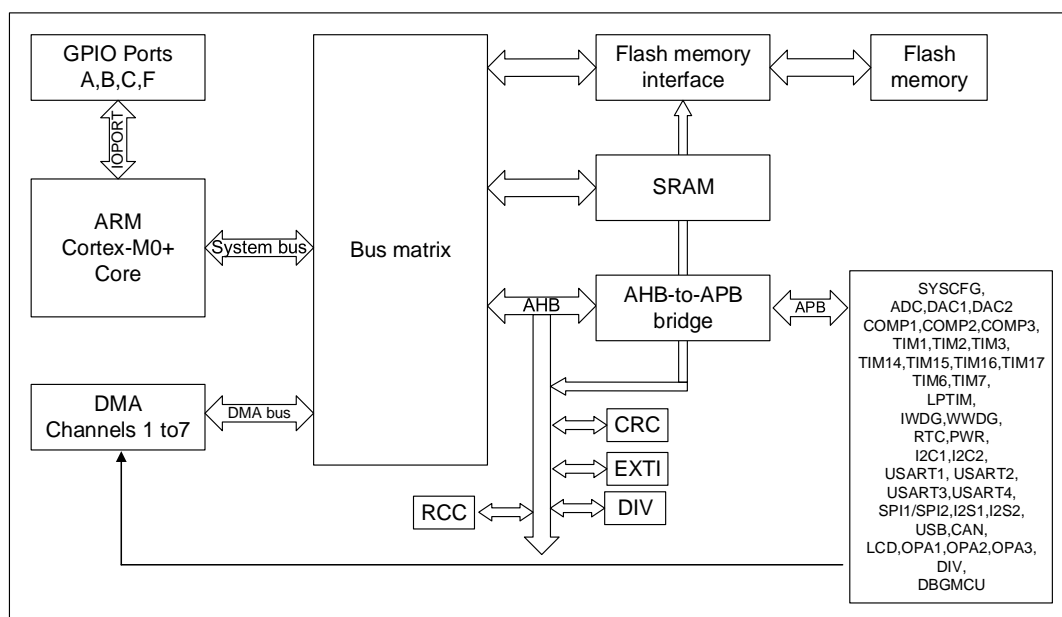 GPIO Ports
A,B,C,F
IOPORT
ARM
Cortex-M0+
Core
System bus
DMA
Channels 1 to7
DMA bus
Bus matrix
Flash memory
interface
Flash
memory
SRAM
AHB
AHB-to-APB
bridge
APB
CRC
EXTI
RCC
DIV
SYSCFG,
ADC,DAC1,DAC2
COMP1,COMP2,COMP3,
TIM1,TIM2,TIM3,
TIM14,TIM15,TIM16,TIM17
TIM6,TIM7,
LPTIM,
IWDG,WWDG,
RTC,PWR,
I2C1,I2C2,
USART1, USART2,
USART3,USART4,
SPI1/SPI2,I2S1,I2S2,
USB,CAN,
LCD,OPA1,OPA2,OPA3,
DIV,
DBGMCU